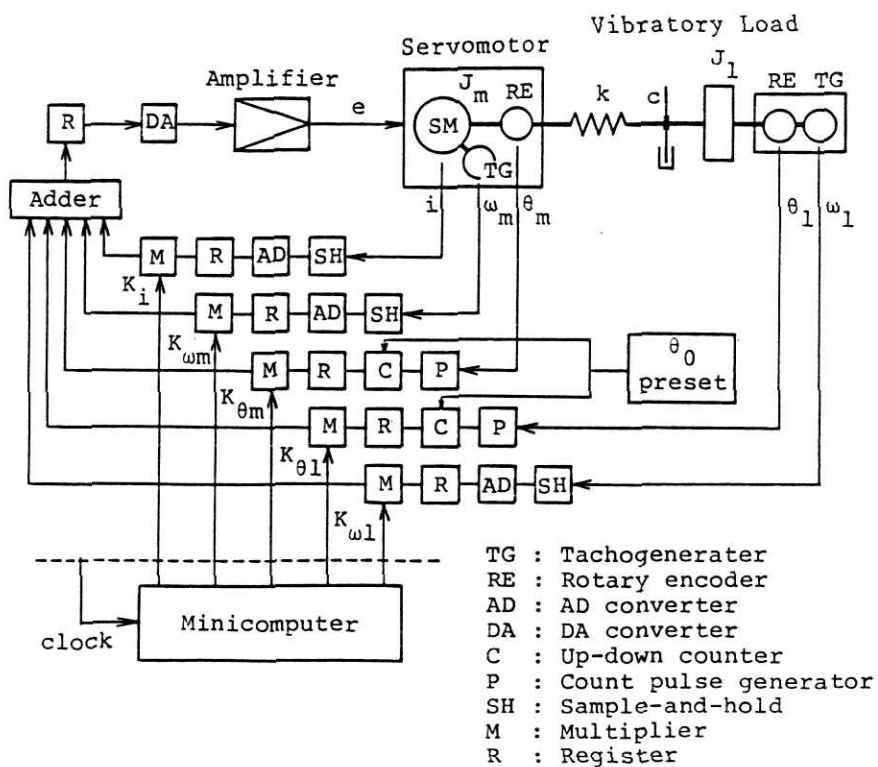 Vibratory Load
Servomotor
Amplifier
J_l
J_m RE
RE TG
k
c
e
R
DA
SM
TG
Adder
i
ω_m
θ_m
θ_l
ω_l
M R AD SH
K_i
M R AD SH
K_ωm
θ_0
preset
M R C P
K_θm
M R C P
K_θl
M R AD SH
K_ωl
Minicomputer
clock
TG : Tachogenerater
RE : Rotary encoder
AD : AD converter
DA : DA converter
C : Up-down counter
P : Count pulse generator
SH : Sample-and-hold
M : Multiplier
R : Register